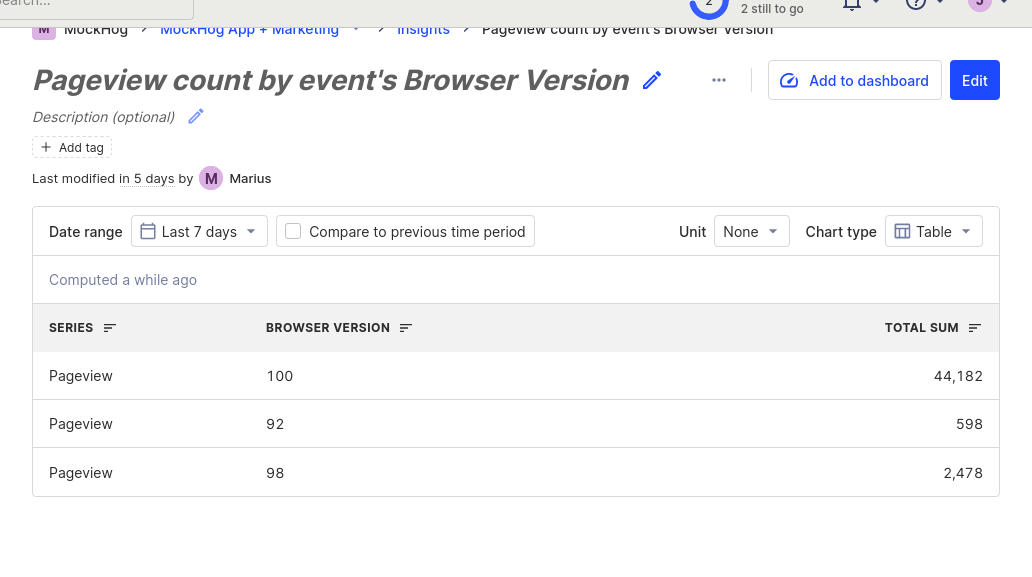 Search...
2
2 still to go
J
M MockHog MockHog App + Marketing Insights Pageview count by event's Browser Version
Pageview count by event's Browser Version
Add to dashboard
Edit
Description (optional)
+ Add tag
Last modified in 5 days by M Marius
Date range Last 7 days Compare to previous time period Unit None Chart type Table
Computed a while ago
SERIES BROWSER VERSION TOTAL SUM
Pageview 100 44,182
Pageview 92 598
Pageview 98 2,478